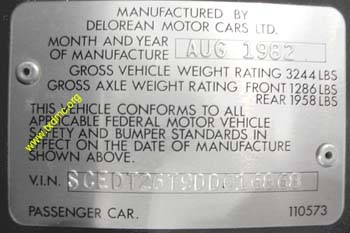 MANUFACTURED BY
DELOREAN MOTOR CARS LTD.
MONTH AND YEAR
OF MANUFACTURE AUG 1982
GROSS VEHICLE WEIGHT RATING 3244 LBS
GROSS AXLE WEIGHT RATING FRONT 1286 LBS
REAR 1958 LBS
THIS VEHICLE CONFORMS TO ALL
APPLICABLE FEDERAL MOTOR VEHICLE
SAFETY AND BUMPER STANDARDS IN
EFFECT ON THE DATE OF MANUFACTURE
SHOWN ABOVE.
V.I.N.
PASSENGER CAR. 110573